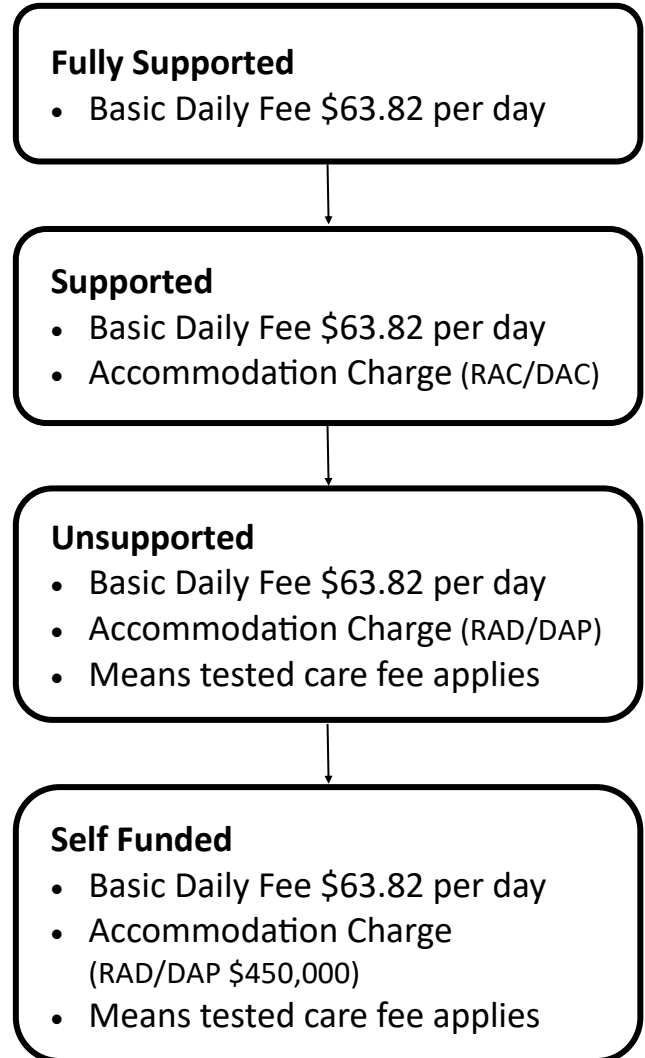 Fully Supported
• Basic Daily Fee $63.82 per day
Supported
• Basic Daily Fee $63.82 per day
• Accommodation Charge (RAC/DAC)
Unsupported
• Basic Daily Fee $63.82 per day
• Accommodation Charge (RAD/DAP)
• Means tested care fee applies
Self Funded
• Basic Daily Fee $63.82 per day
• Accommodation Charge
(RAD/DAP $450,000)
• Means tested care fee applies